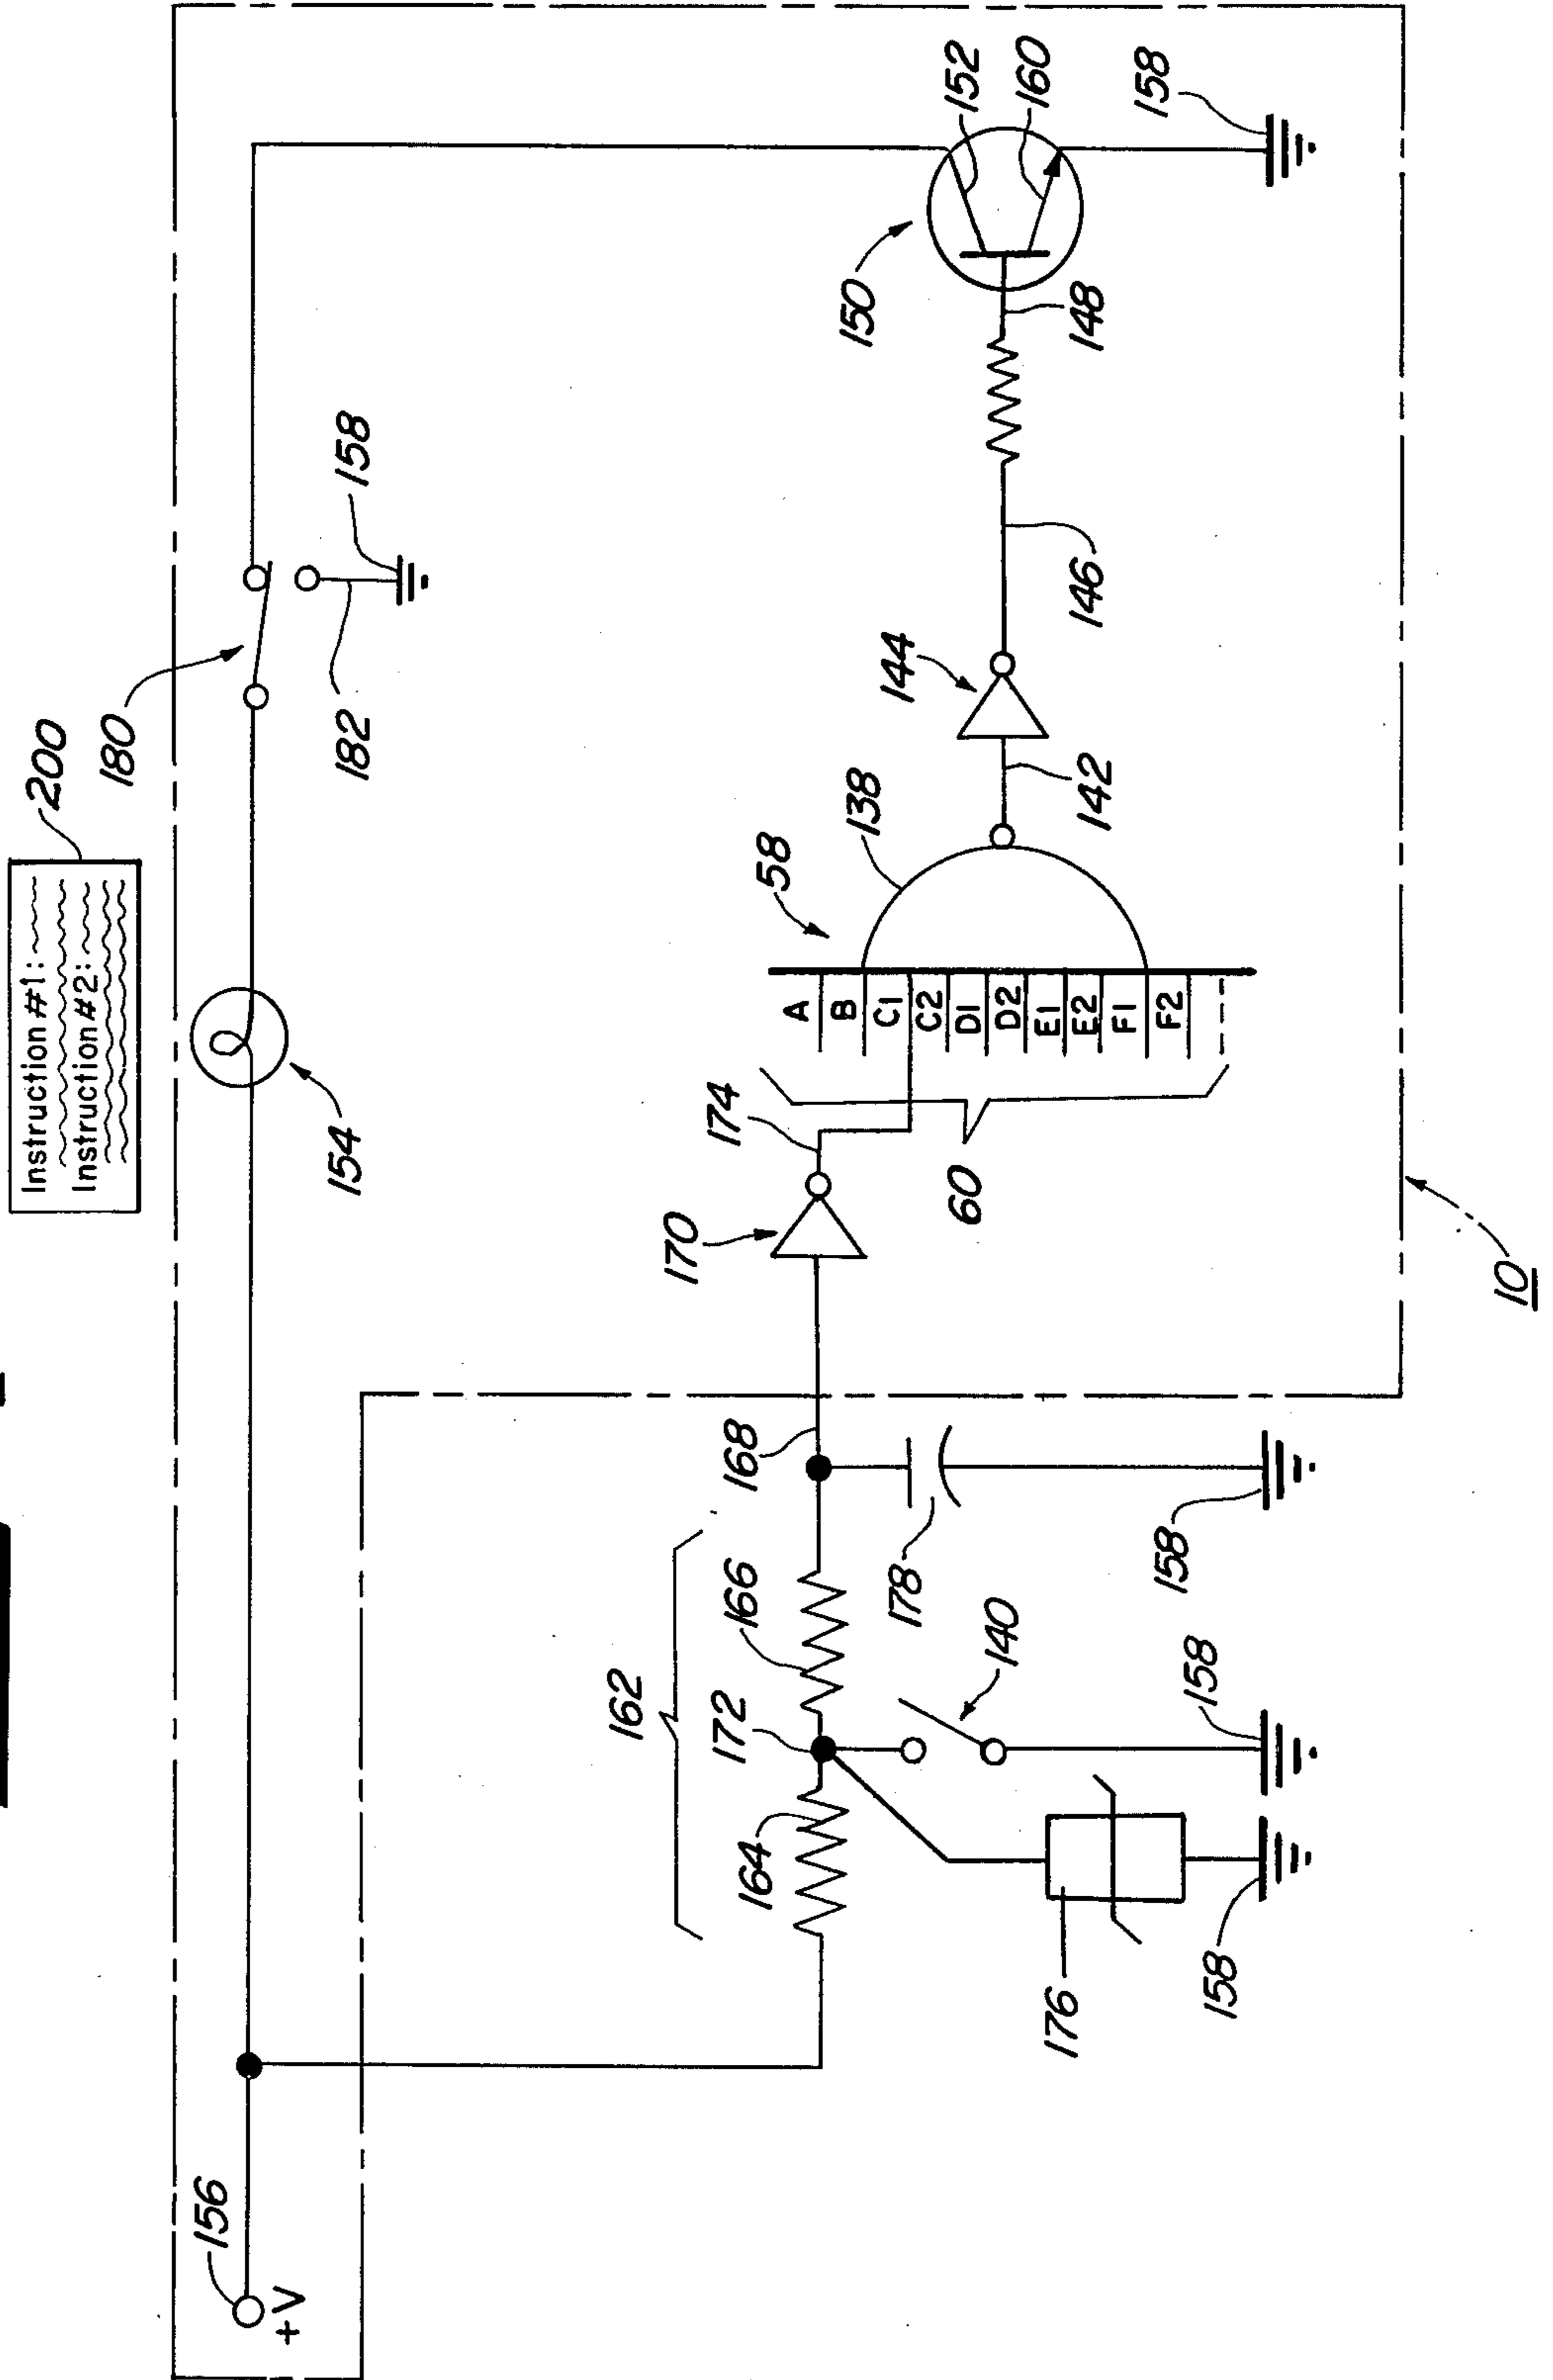 Instruction #1:
Instruction #2:
200
180
182
158
154
156
+V
152
160
158
150
148
146
144
142
138
58
A
B
C1
C2
D1
D2
E1
E2
F1
F2
60
174
170
168
162
166
172
164
178
140
158
158
158
176
10